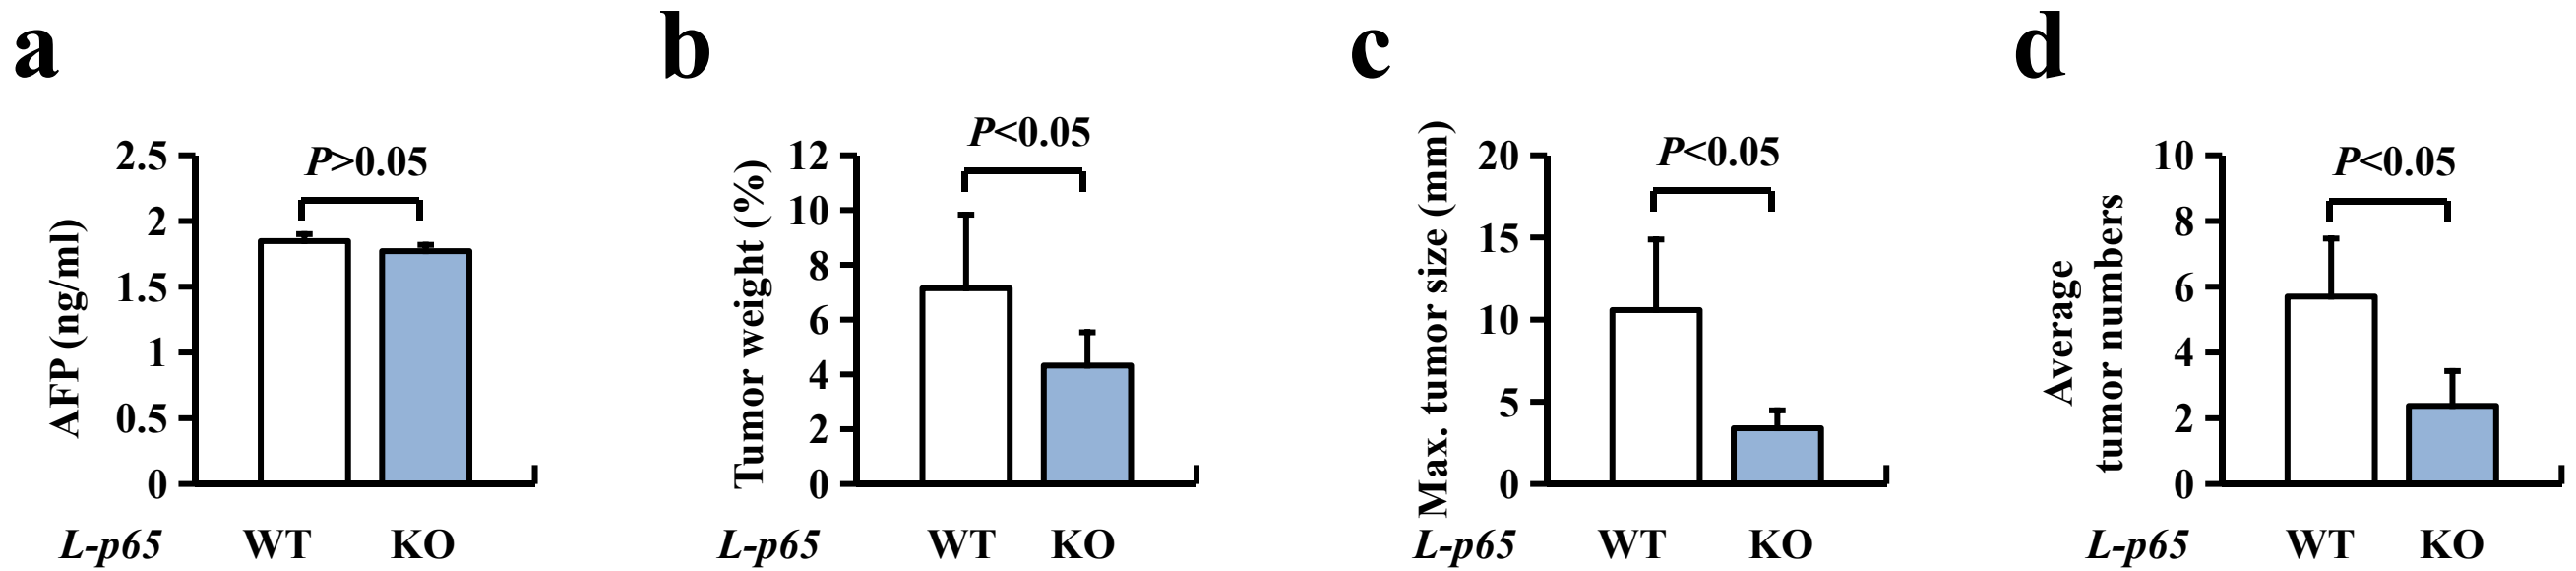 a
b
c
d
P>0.05
2.5
2
1.5
1
0.5
0
AFP (ng/ml)
L-p65 WT KO
P<0.05
12
10
8
6
4
2
0
Tumor weight (%)
L-p65 WT KO
P<0.05
20
15
10
5
0
Max. tumor size (mm)
L-p65 WT KO
P<0.05
10
8
6
4
2
0
Average
tumor numbers
L-p65 WT KO